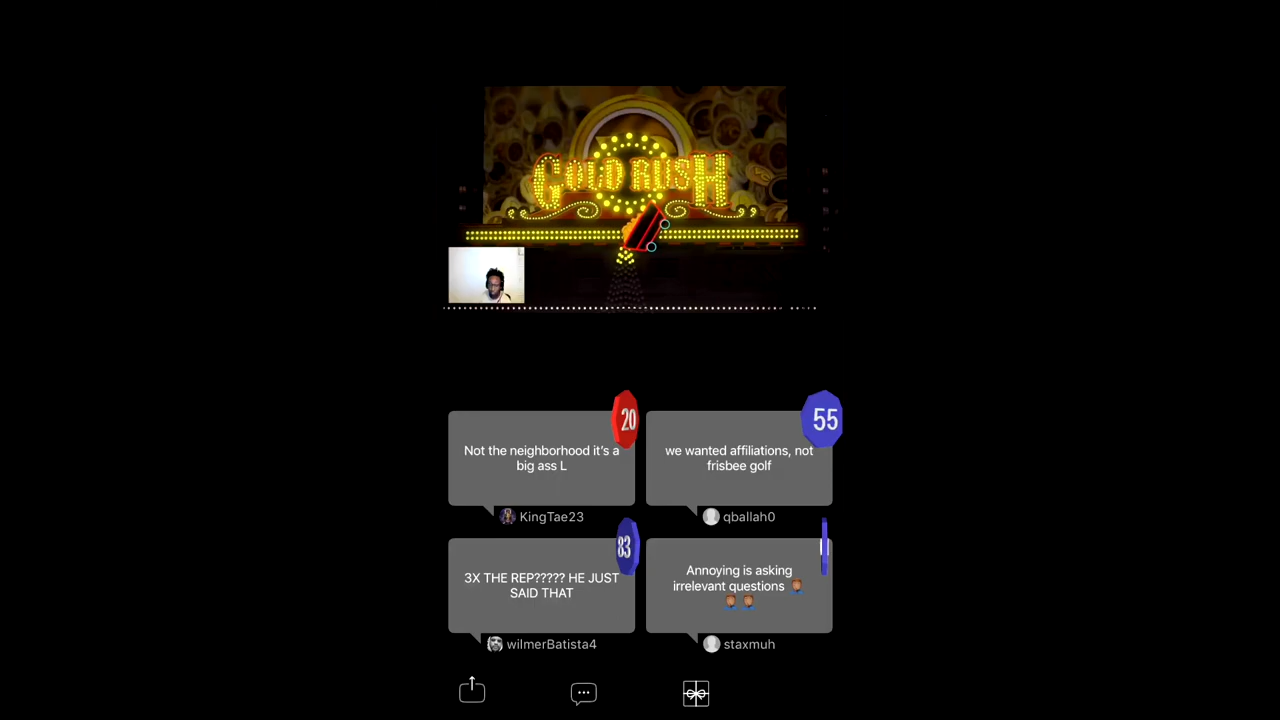 GOLD RUSH
20
55
Not the neighborhood it's a
big ass L
we wanted affiliations, not
frisbee golf
KingTae23
qballah0
83
3X THE REP????? HE JUST
SAID THAT
Annoying is asking
irrelevant questions 🤦🏽
🤦🏽 🤦🏽
wilmerBatista4
staxmuh